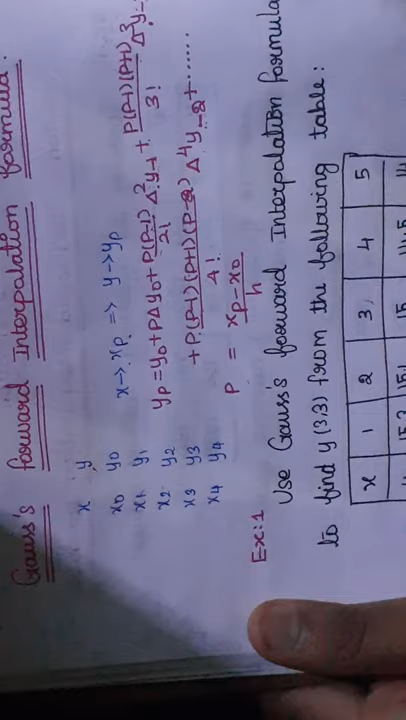 Gauss's forward Interpolation formula:
x y
x0 y0 x→xp => y→yp
x1 y1 yp = y0 + PΔy0 + P(P-1)/2! Δ²y-1 + P(P-1)(P+1)/3! Δ³y-
x2 y2
x3 y3 + P(P-1)(P+1)(P-2)/4! Δ⁴y-2 + .......
x4 y4
P = xp-x0/h
Ex:1 Use Gauss's forward Interpolation formula
to find y(3.3) from the following table:
x 1 2 3 4 5
15.3 15.1 15